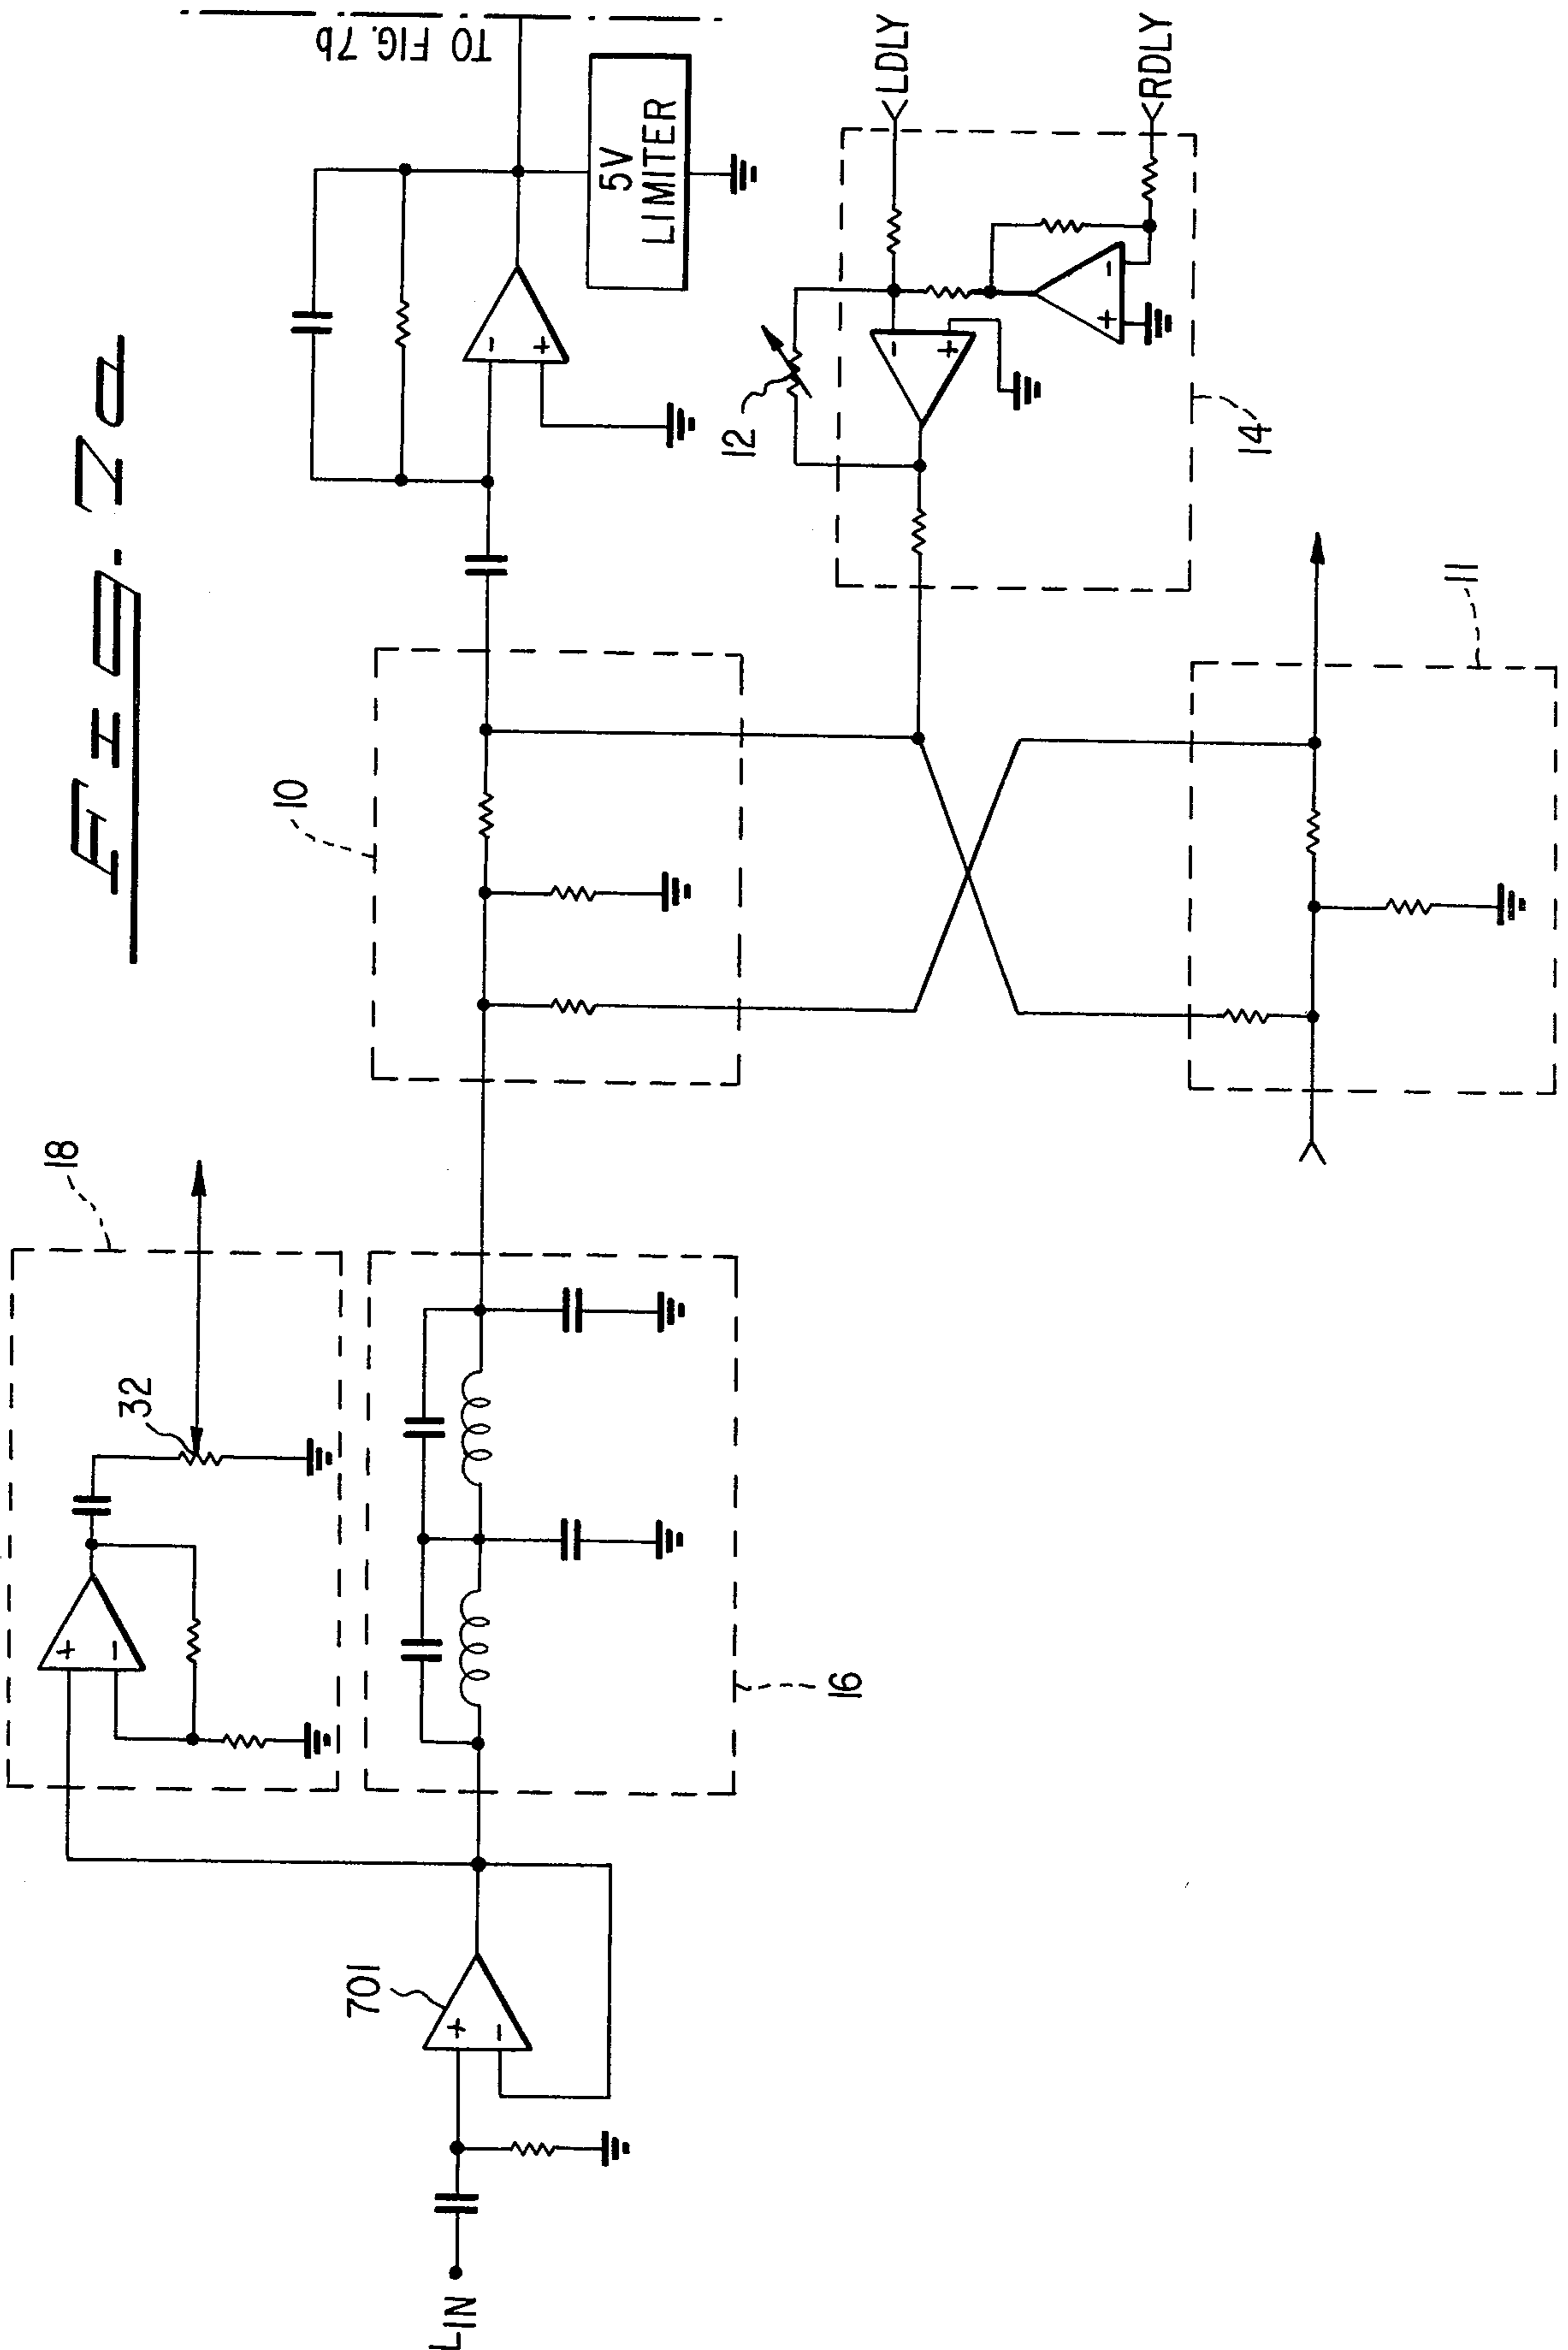 Fig. 7a
TO FIG. 7b
18
32
10
5V
LIMITER
LIN
701
16
12
LDLY
RDLY
14
11
+
-
+
-
-
+
-
+
-
+